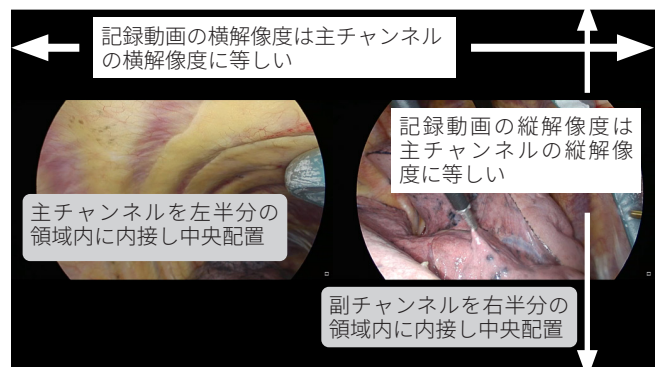 記録動画の横解像度は主チャンネル
の横解像度に等しい
記録動画の縦解像度は
主チャンネルの縦解像
度に等しい
主チャンネルを左半分の
領域内に内接し中央配置
副チャンネルを右半分の
領域内に内接し中央配置